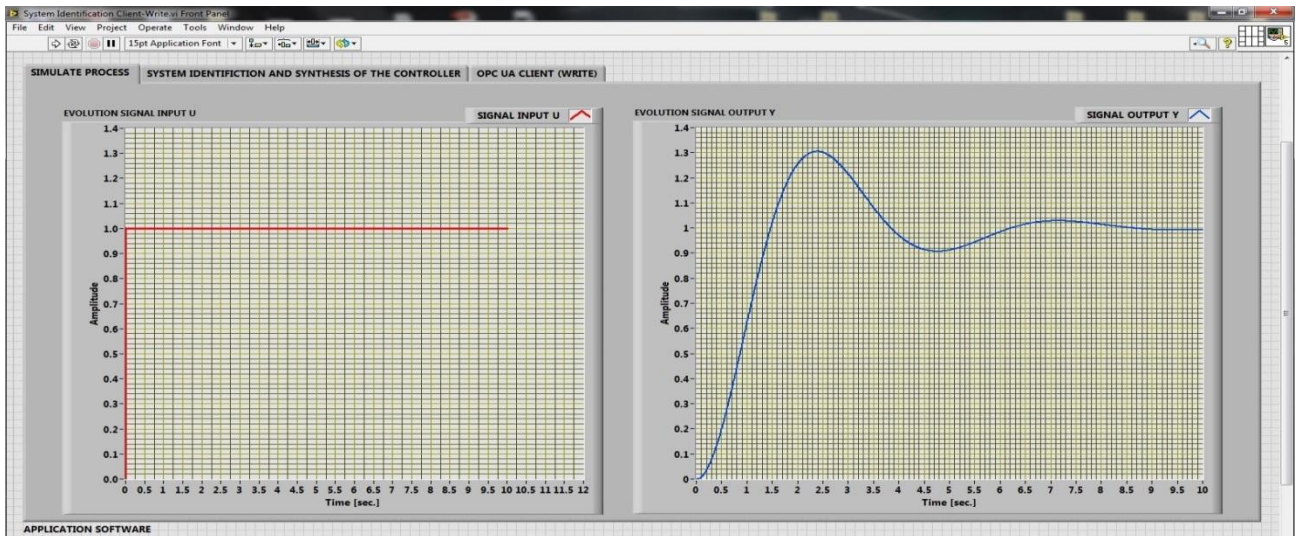 System Identification Client-Write.vi Front Panel
File Edit View Project Operate Tools Window Help
15pt Application Font
SIMULATE PROCESS SYSTEM IDENTIFICTION AND SYNTHESIS OF THE CONTROLLER OPC UA CLIENT (WRITE)
EVOLUTION SIGNAL INPUT U SIGNAL INPUT U
1.4
1.3
1.2
1.1
1.0
0.9
0.8
0.7
0.6
0.5
0.4
0.3
0.2
0.1
0.0
Amplitude
0 0.5 1 1.5 2 2.5 3 3.5 4 4.5 5 5.5 6 6.5 7 7.5 8 8.5 9 9.5 10 10.5 11 11.5 12
Time [sec.]
EVOLUTION SIGNAL OUTPUT Y SIGNAL OUTPUT Y
1.4
1.3
1.2
1.1
1
0.9
0.8
0.7
0.6
0.5
0.4
0.3
0.2
0.1
0
Amplitude
0 0.5 1 1.5 2 2.5 3 3.5 4 4.5 5 5.5 6 6.5 7 7.5 8 8.5 9 9.5 10
Time [sec.]
APPLICATION SOFTWARE